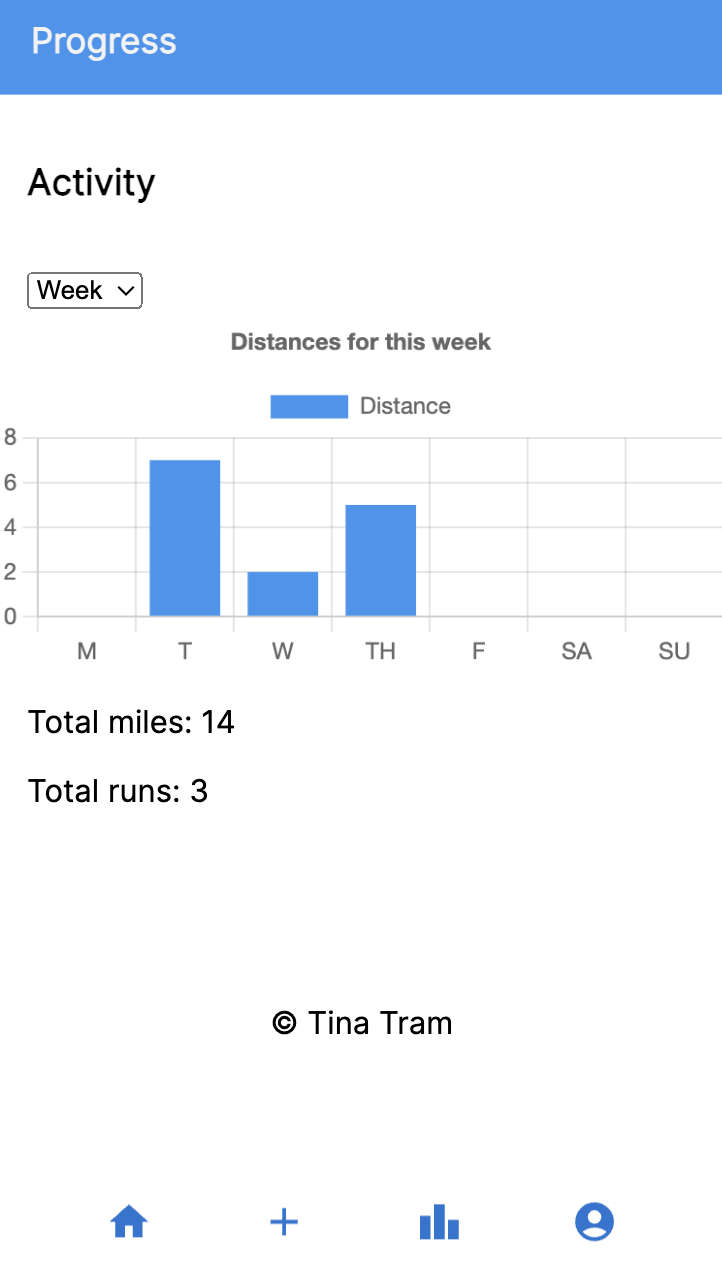 Progress
Activity
Week
Distances for this week
Distance
8
6
4
2
0
M T W TH F SA SU
Total miles: 14
Total runs: 3
© Tina Tram